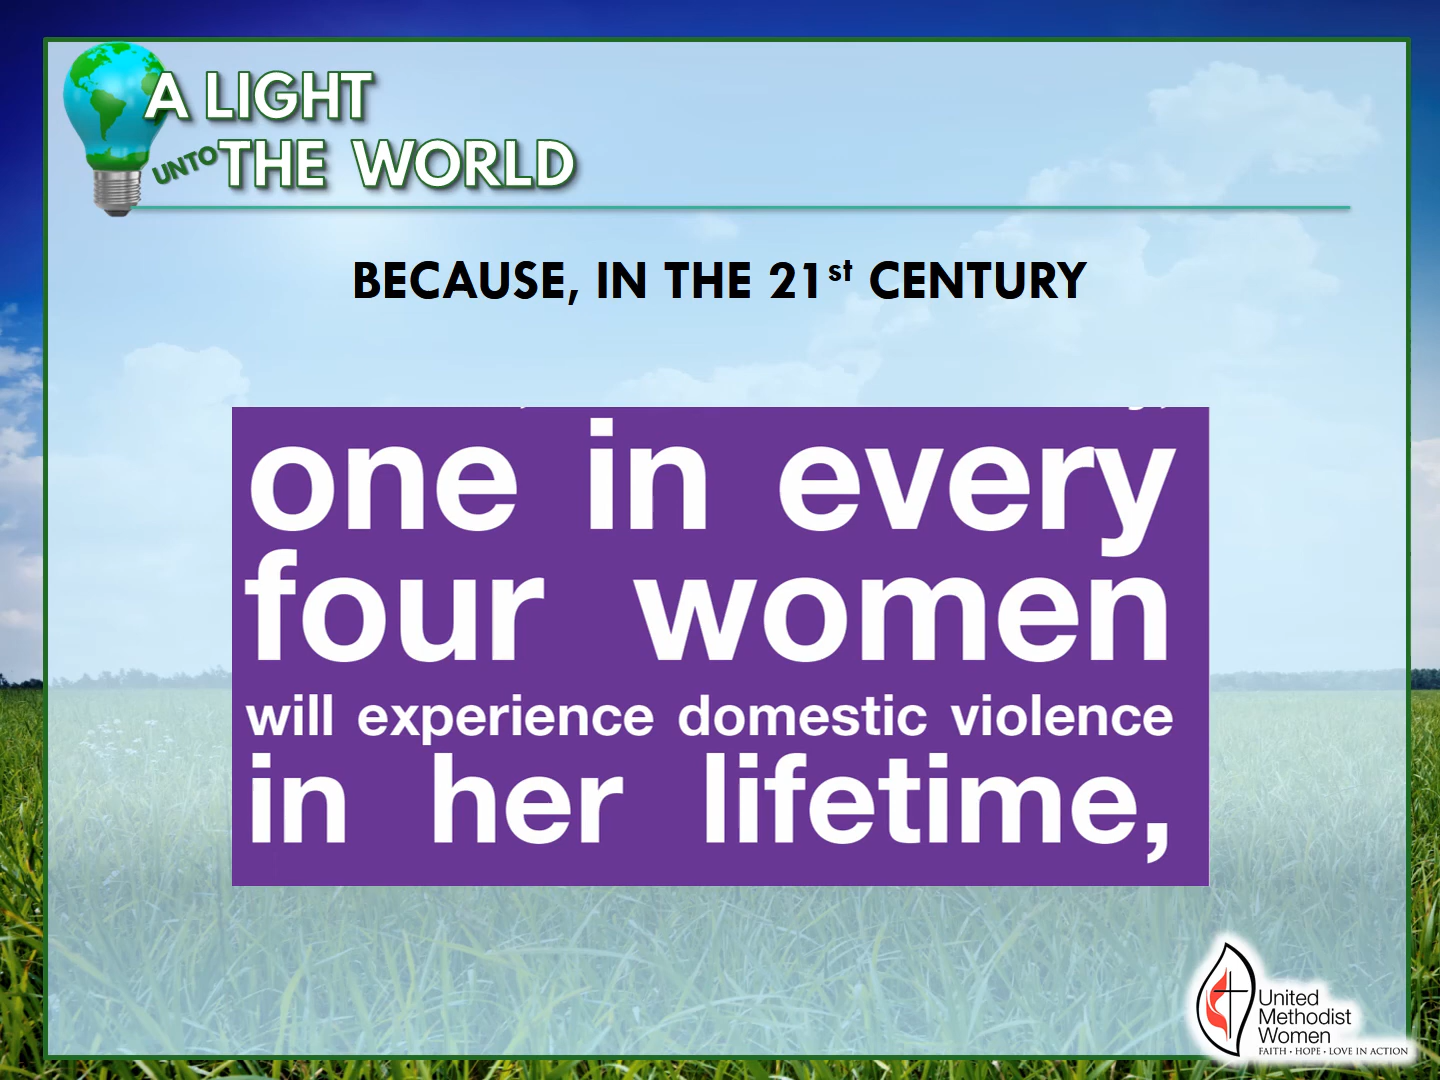 A LIGHT
UNTO THE WORLD
BECAUSE, IN THE 21st CENTURY
one in every
four women
will experience domestic violence
in her lifetime,
United
Methodist
Women
FAITH • HOPE • LOVE IN ACTION